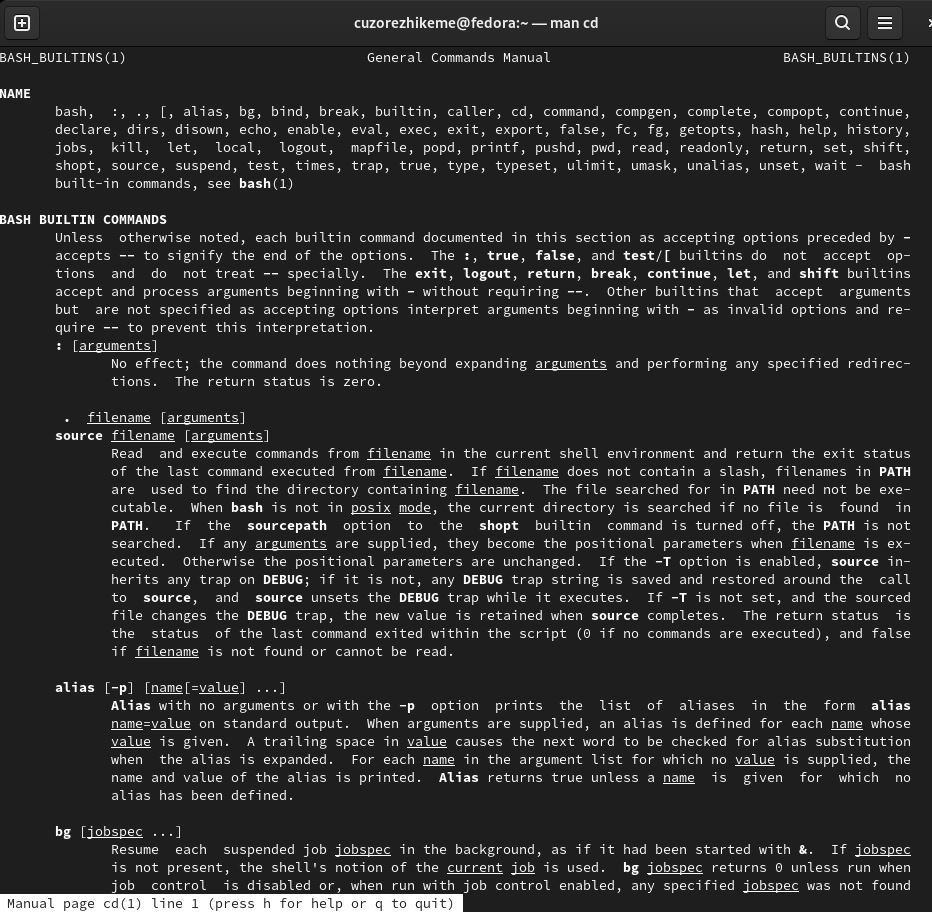 cuzorezhikeme@fedora:~ — man cd
BASH_BUILTINS(1) General Commands Manual BASH_BUILTINS(1)
NAME
bash, :, ., [, alias, bg, bind, break, builtin, caller, cd, command, compgen, complete, compopt, continue,
declare, dirs, disown, echo, enable, eval, exec, exit, export, false, fc, fg, getopts, hash, help, history,
jobs, kill, let, local, logout, mapfile, popd, printf, pushd, pwd, read, readonly, return, set, shift,
shopt, source, suspend, test, times, trap, true, type, typeset, ulimit, umask, unalias, unset, wait - bash
built-in commands, see bash(1)
BASH BUILTIN COMMANDS
Unless otherwise noted, each builtin command documented in this section as accepting options preceded by -
accepts -- to signify the end of the options. The :, true, false, and test/[ builtins do not accept op-
tions and do not treat -- specially. The exit, logout, return, break, continue, let, and shift builtins
accept and process arguments beginning with - without requiring --. Other builtins that accept arguments
but are not specified as accepting options interpret arguments beginning with - as invalid options and re-
quire -- to prevent this interpretation.
: [arguments]
No effect; the command does nothing beyond expanding arguments and performing any specified redirec-
tions. The return status is zero.
. filename [arguments]
source filename [arguments]
Read and execute commands from filename in the current shell environment and return the exit status
of the last command executed from filename. If filename does not contain a slash, filenames in PATH
are used to find the directory containing filename. The file searched for in PATH need not be exe-
cutable. When bash is not in posix mode, the current directory is searched if no file is found in
PATH. If the sourcepath option to the shopt builtin command is turned off, the PATH is not
searched. If any arguments are supplied, they become the positional parameters when filename is ex-
ecuted. Otherwise the positional parameters are unchanged. If the -T option is enabled, source in-
herits any trap on DEBUG; if it is not, any DEBUG trap string is saved and restored around the call
to source, and source unsets the DEBUG trap while it executes. If -T is not set, and the sourced
file changes the DEBUG trap, the new value is retained when source completes. The return status is
the status of the last command exited within the script (0 if no commands are executed), and false
if filename is not found or cannot be read.
alias [-p] [name[=value] ...]
Alias with no arguments or with the -p option prints the list of aliases in the form alias
name=value on standard output. When arguments are supplied, an alias is defined for each name whose
value is given. A trailing space in value causes the next word to be checked for alias substitution
when the alias is expanded. For each name in the argument list for which no value is supplied, the
name and value of the alias is printed. Alias returns true unless a name is given for which no
alias has been defined.
bg [jobspec ...]
Resume each suspended job jobspec in the background, as if it had been started with &. If jobspec
is not present, the shell's notion of the current job is used. bg jobspec returns 0 unless run when
job control is disabled or, when run with job control enabled, any specified jobspec was not found
Manual page cd(1) line 1 (press h for help or q to quit)